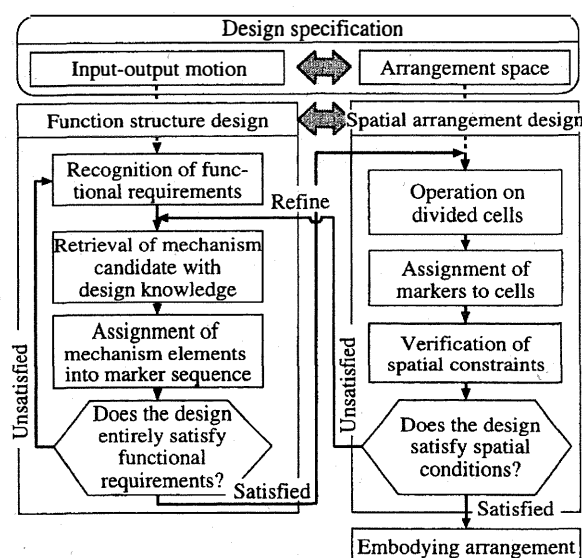 Design specification
Input-output motion
Arrangement space
Function structure design
Spatial arrangement design
Recognition of func-
tional requirements
Refine
Retrieval of mechanism
candidate with
design knowledge
Assignment of
mechanism elements
into marker sequence
Unsatisfied
Does the design
entirely satisfy
functional
requirements?
Satisfied
Operation on
divided cells
Assignment of
markers to cells
Verification of
spatial constraints
Unsatisfied
Does the design
satisfy spatial
conditions?
Satisfied
Embodying arrangement